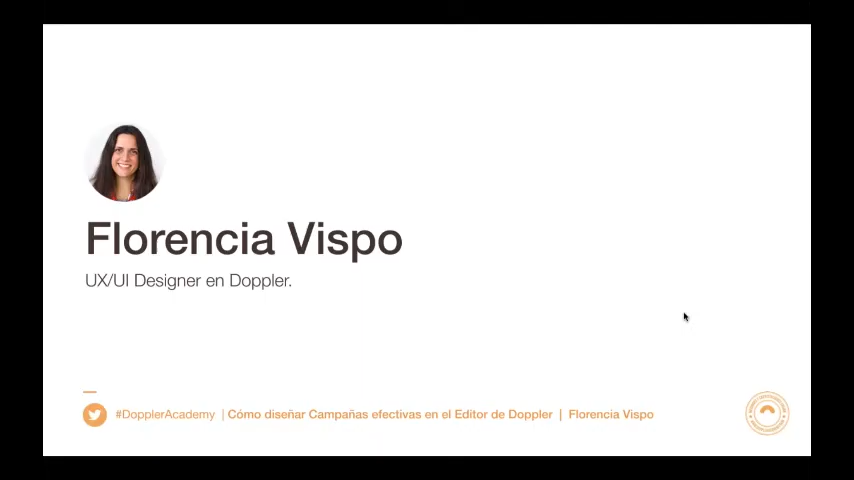 Florencia Vispo
UX/UI Designer en Doppler.
#DopplerAcademy | Cómo diseñar Campañas efectivas en el Editor de Doppler | Florencia Vispo